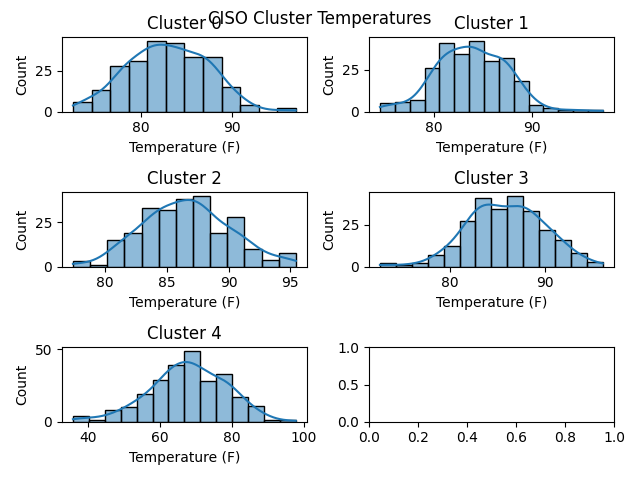 CISO Cluster Temperatures
Cluster 0
Cluster 1
Count
25
0
80
90
Temperature (F)
Count
25
0
80
90
Temperature (F)
Cluster 2
Cluster 3
Count
25
0
80
85
90
95
Temperature (F)
Count
25
0
80
90
Temperature (F)
Cluster 4
Count
50
25
0
40
60
80
100
Temperature (F)
1.0
0.5
0.0
0.0
0.2
0.4
0.6
0.8
1.0